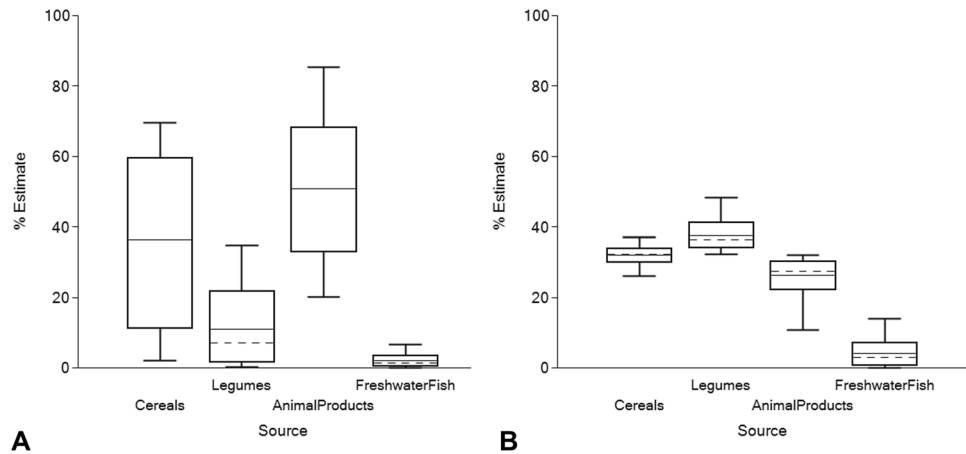 100
80
60
40
20
0
% Estimate
Legumes
FreshwaterFish
Cereals
AnimalProducts
Source
A
100
80
60
40
20
0
% Estimate
Legumes
FreshwaterFish
Cereals
AnimalProducts
Source
B